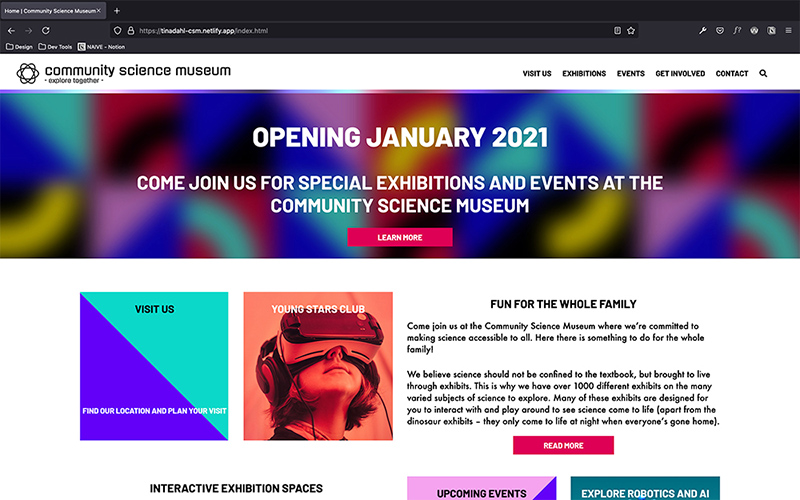 Home | Community Science Museum
https://tinadahl-csm.netlify.app/index.html
Design Dev Tools NAIVE - Notion
community science museum
- explore together -
VISIT US EXHIBITIONS EVENTS GET INVOLVED CONTACT
OPENING JANUARY 2021
COME JOIN US FOR SPECIAL EXHIBITIONS AND EVENTS AT THE
COMMUNITY SCIENCE MUSEUM
LEARN MORE
VISIT US
FIND OUR LOCATION AND PLAN YOUR VISIT
YOUNG STARS CLUB
FUN FOR THE WHOLE FAMILY
Come join us at the Community Science Museum where we're committed to
making science accessible to all. Here there is something to do for the whole
family!
We believe science should not be confined to the textbook, but brought to live
through exhibits. This is why we have over 1000 different exhibits on the many
varied subjects of science to explore. Many of these exhibits are designed for
you to interact with and play around to see science come to life (apart from the
dinosaur exhibits – they only come to life at night when everyone's gone home).
READ MORE
INTERACTIVE EXHIBITION SPACES
UPCOMING EVENTS
EXPLORE ROBOTICS AND AI